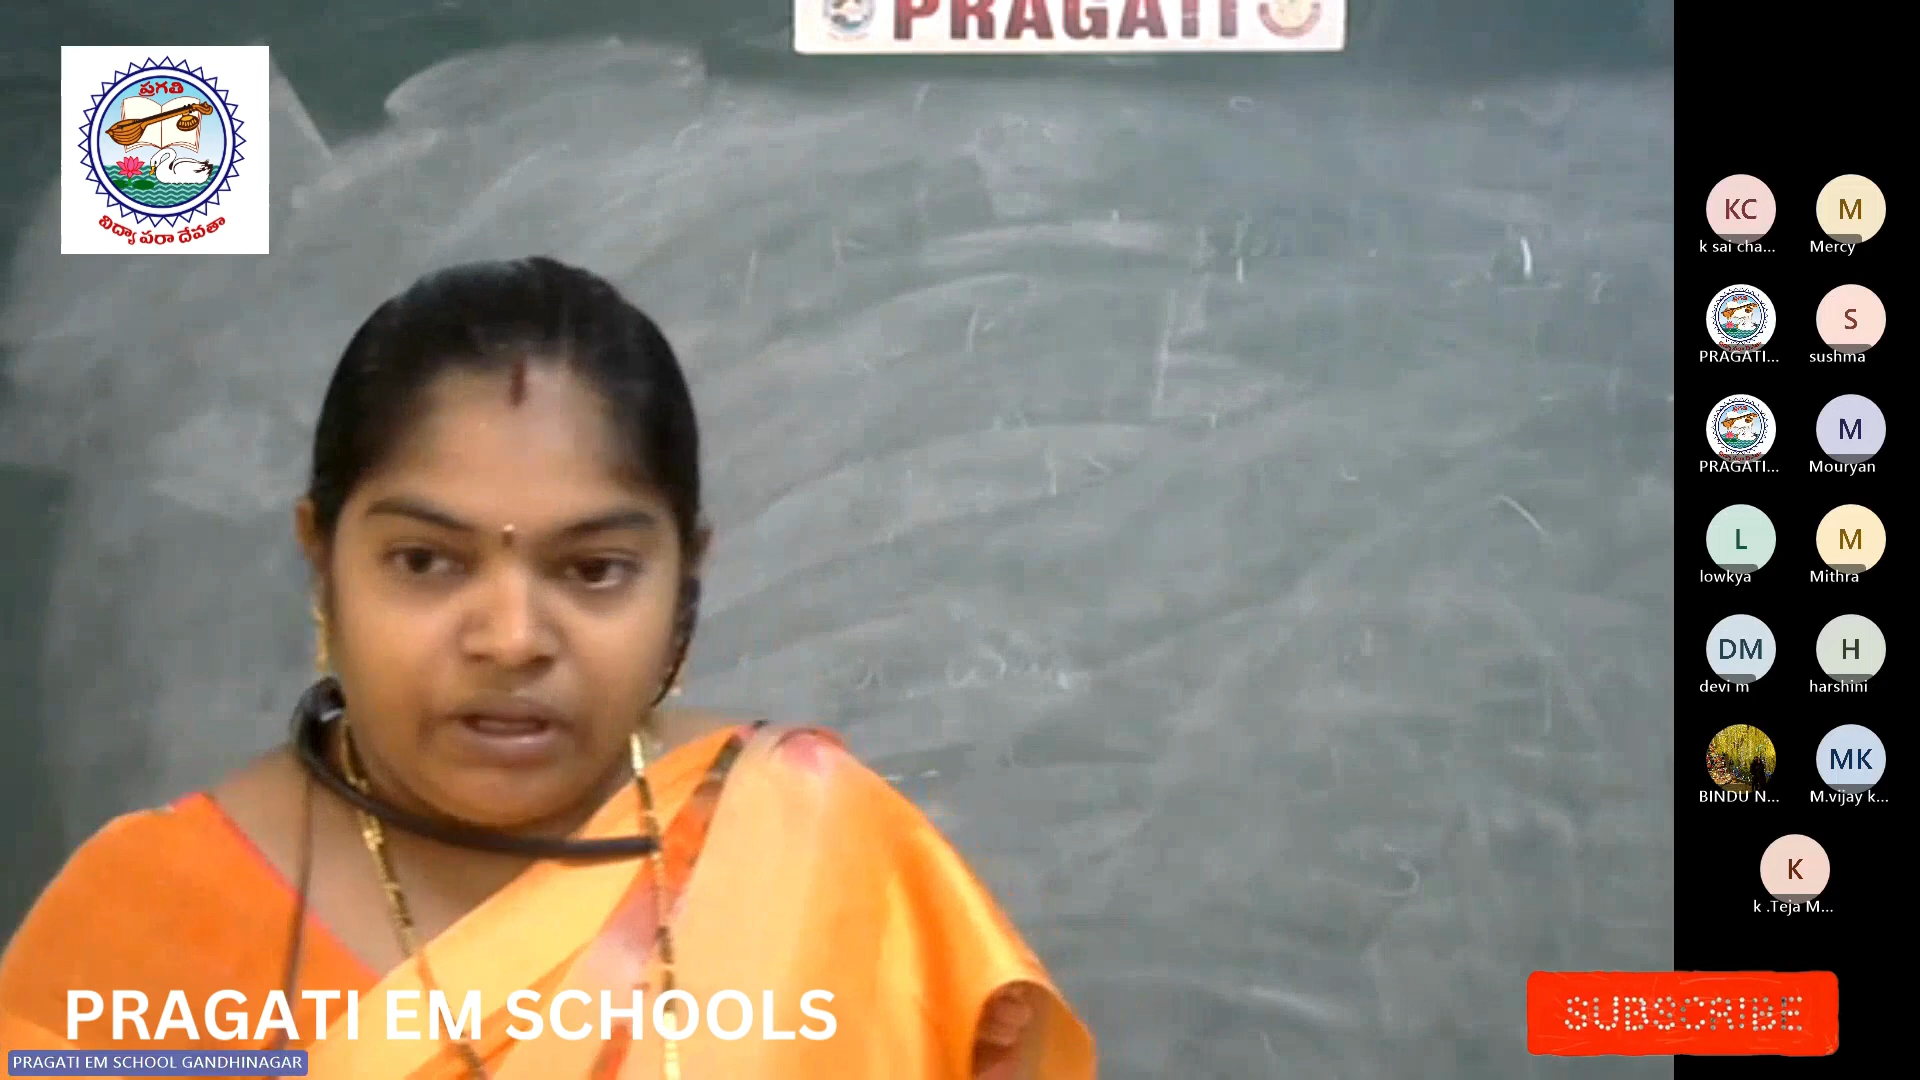 PRAGATI
ప్రగతి
విద్యా పరా దేవతా
KC
k sai cha...
M
Mercy
PRAGATI...
S
sushma
PRAGATI...
M
Mouryan
L
lowkya
M
Mithra
DM
devi m
H
harshini
BINDU N...
MK
M.vijay k...
K
k .Teja M...
PRAGATI EM SCHOOLS
SUBSCRIBE
PRAGATI EM SCHOOL GANDHINAGAR